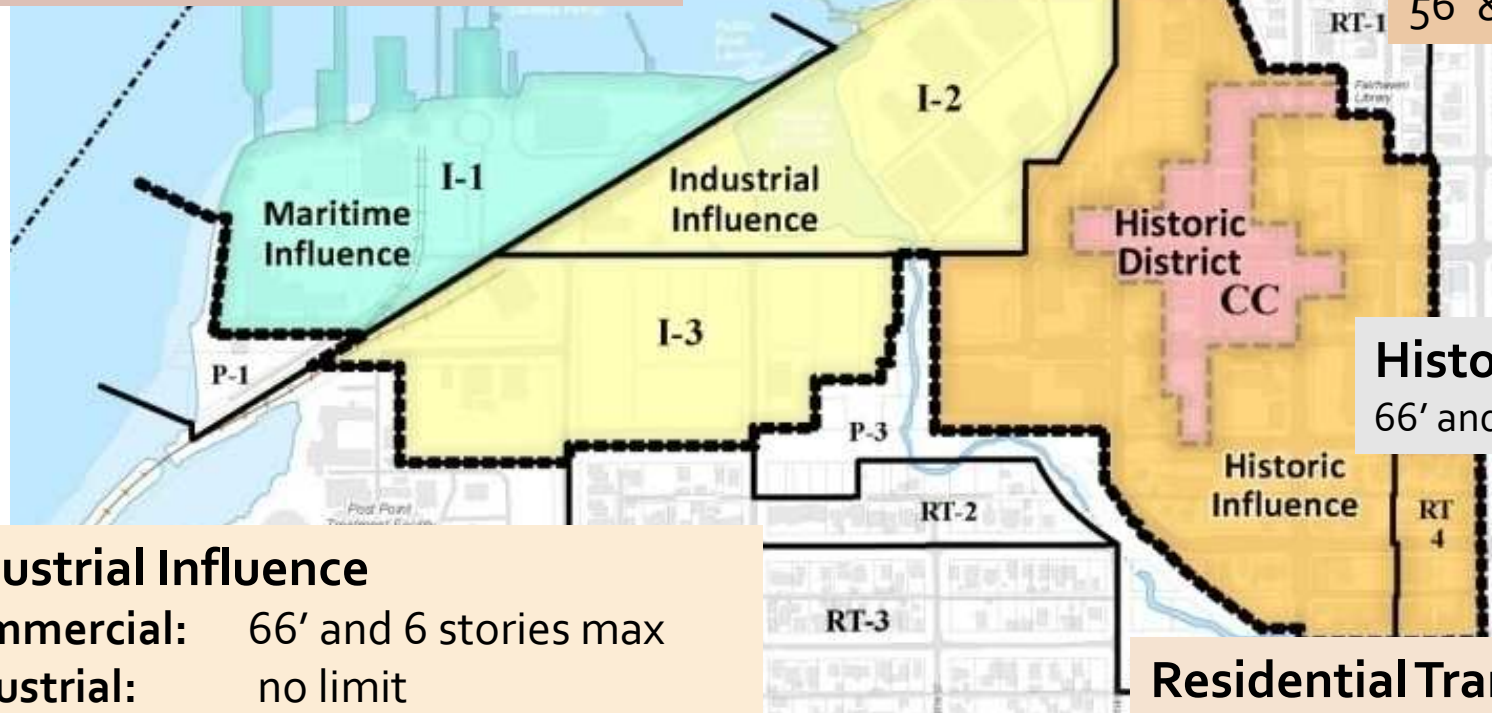 56' &
RT-1
Fairhaven
Library
I-2
I-1
Industrial
Influence
Maritime
Influence
Historic
District
CC
I-3
P-1
Histo
66' and
P-3
Historic
Influence
RT
4
RT-2
Post Point
RT-3
ustrial Influence
mmercial: 66' and 6 stories max
ustrial: no limit
Residential Tra